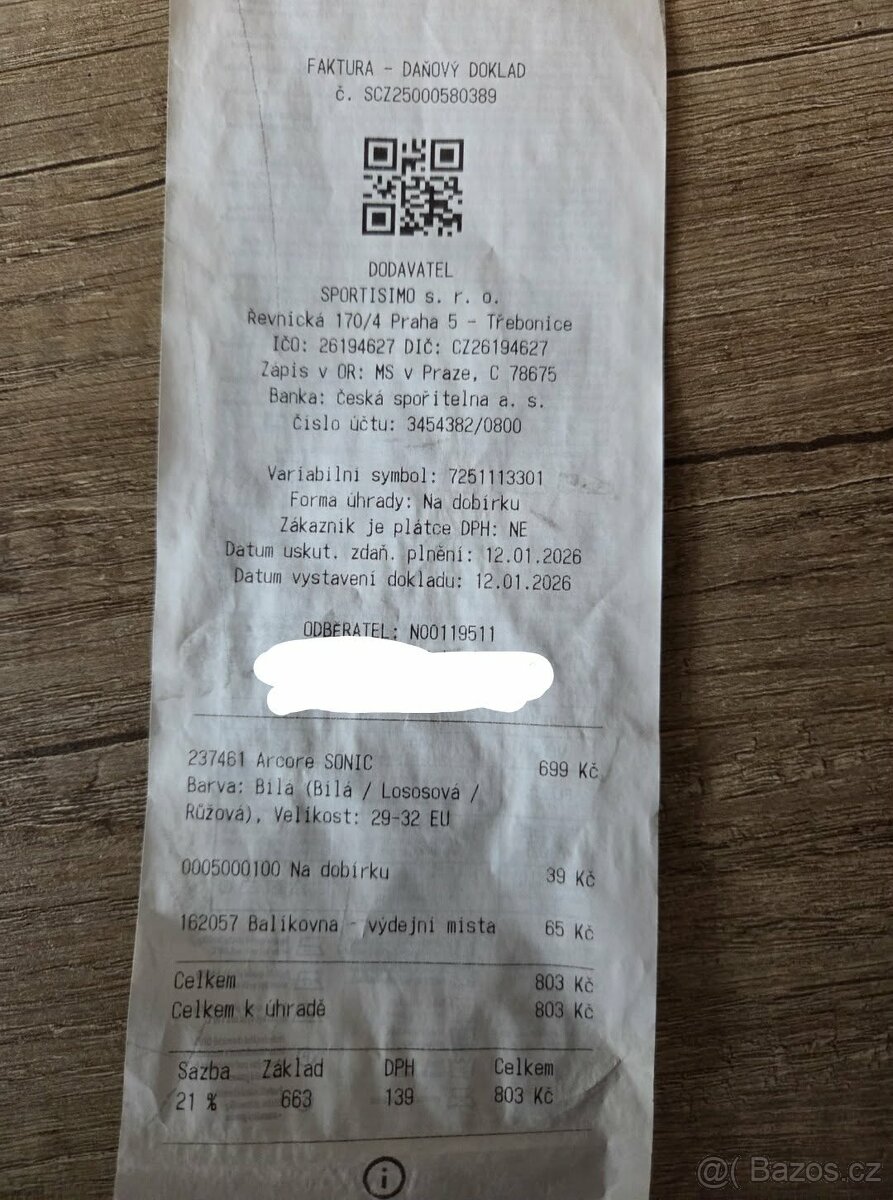 FAKTURA - DAŇOVÝ DOKLAD
č. SCZ25000580389
DODAVATEL
SPORTISIMO s. r. o.
Řevnická 170/4 Praha 5 - Třebonice
IČO: 26194627 DIČ: CZ26194627
Zápis v OR: MS v Praze, C 78675
Banka: Česká spořitelna a. s.
Číslo účtu: 3454382/0800
Variabilní symbol: 7251113301
Forma úhrady: Na dobírku
Zákazník je plátce DPH: NE
Datum uskut. zdaň. plnění: 12.01.2026
Datum vystavení dokladu: 12.01.2026
ODBĚRATEL: N00119511
237461 Arcore SONIC 699 Kč
Barva: Bílá (Bílá / Lososová /
Růžová), Velikost: 29-32 EU
0005000100 Na dobírku 39 Kč
162057 Balíkovna - výdejní místa 65 Kč
Celkem 803 Kč
Celkem k úhradě 803 Kč
Sazba Základ DPH Celkem
21 % 663 139 803 Kč
@( Bazos.cz